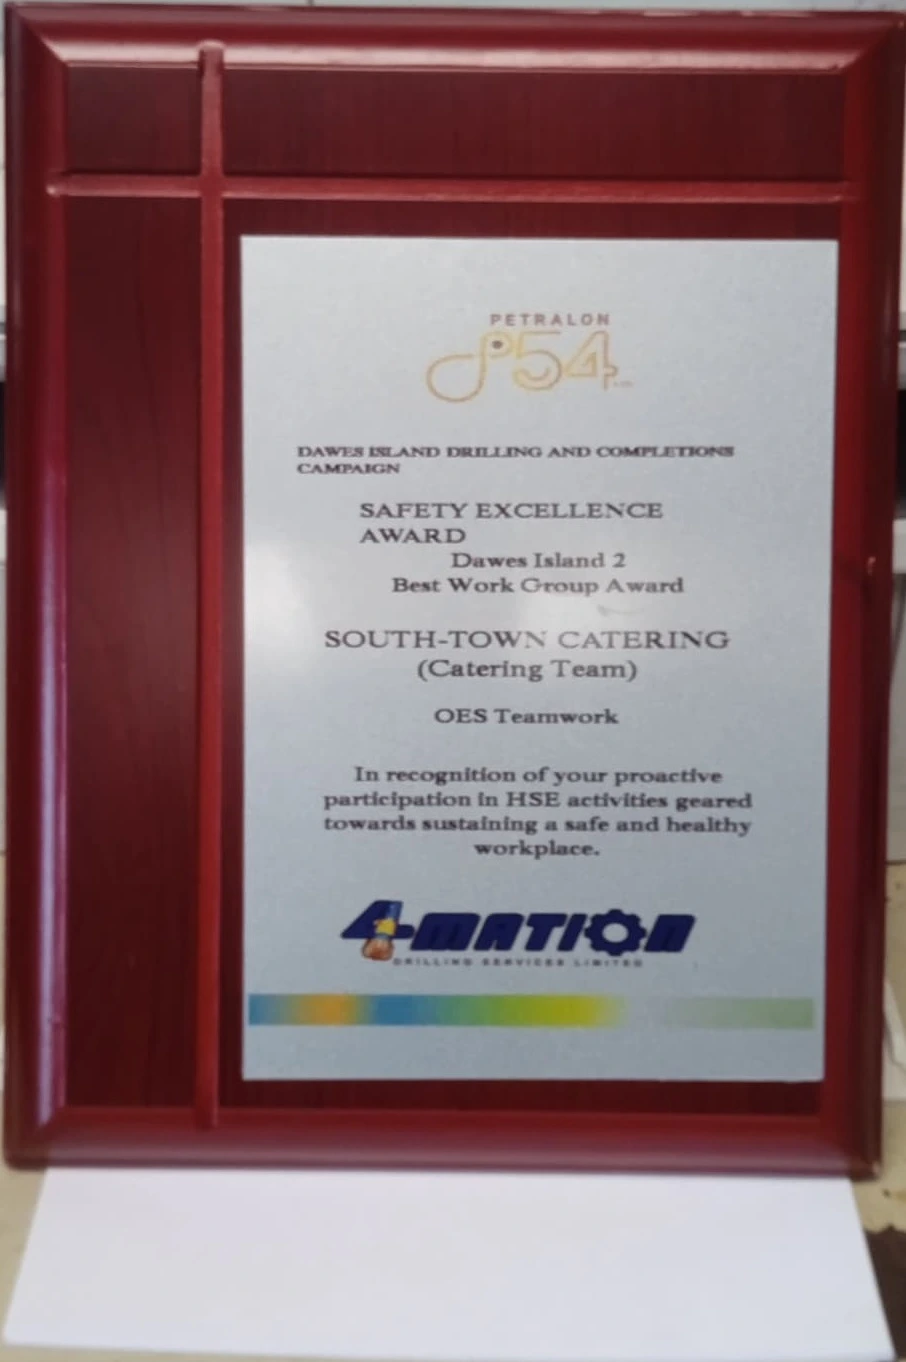 PETRALON
P54
DAWES ISLAND DRILLING AND COMPLETIONS
CAMPAIGN
SAFETY EXCELLENCE
AWARD
Dawes Island 2
Best Work Group Award
SOUTH-TOWN CATERING
(Catering Team)
OES Teamwork
In recognition of your proactive
participation in HSE activities geared
towards sustaining a safe and healthy
workplace.
4-MATION
DRILLING SERVICES LIMITED